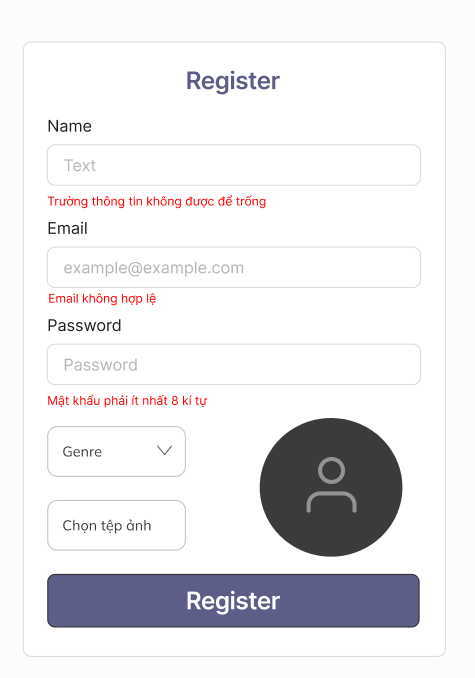 Register
Name
Text
Trường thông tin không được để trống
Email
example@example.com
Email không hợp lệ
Password
Password
Mật khẩu phải ít nhất 8 kí tự
Genre
Chọn tệp ảnh
Register